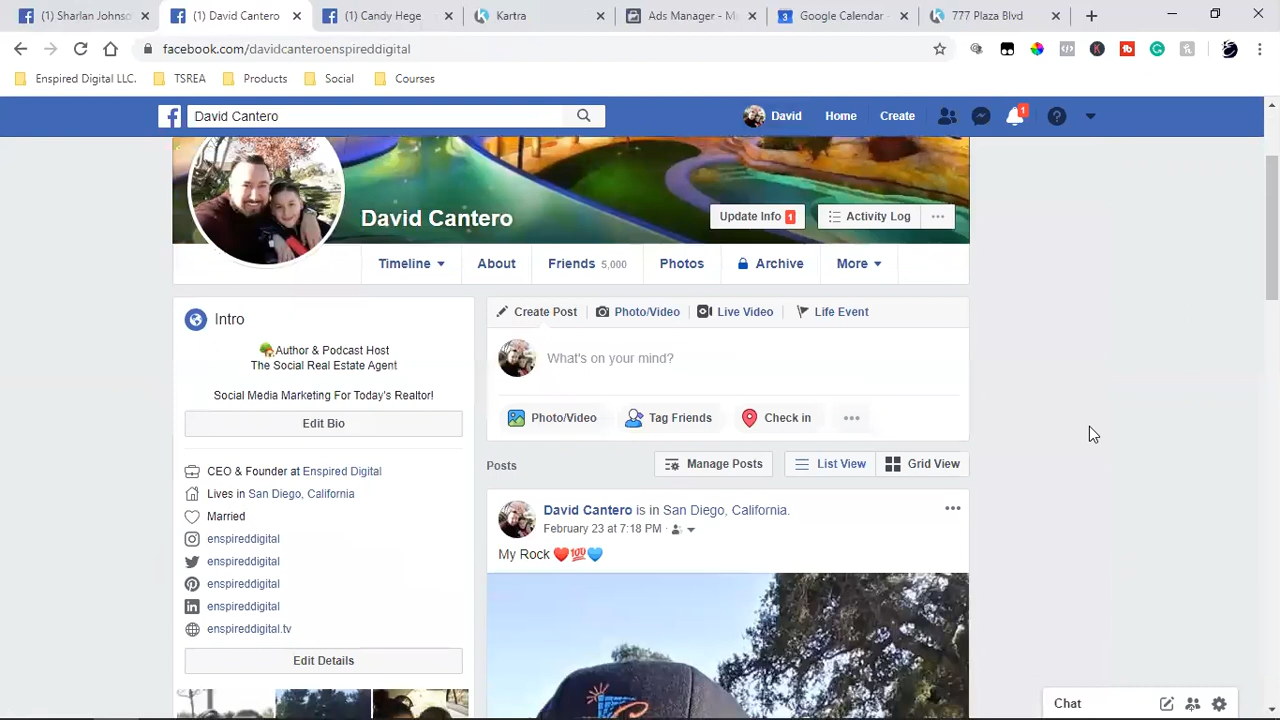 (1) Sharlan Johnso
(1) David Cantero
(1) Candy Hege
Kartra
Ads Manager - M
Google Calendar -
777 Plaza Blvd
facebook.com/davidcanteroenspireddigital
Enspired Digital LLC.
TSREA
Products
Social
Courses
David Cantero
David
Home
Create
1
David Cantero
Update Info 1
Activity Log
Timeline
About
Friends 5,000
Photos
Archive
More
Intro
Author & Podcast Host
The Social Real Estate Agent
Social Media Marketing For Today's Realtor!
Edit Bio
CEO & Founder at Enspired Digital
Lives in San Diego, California
Married
enspireddigital
enspireddigital
enspireddigital
enspireddigital
enspireddigital.tv
Edit Details
Create Post
Photo/Video
Live Video
Life Event
What's on your mind?
Photo/Video
Tag Friends
Check in
Posts
Manage Posts
List View
Grid View
David Cantero is in San Diego, California.
February 23 at 7:18 PM
My Rock ❤️💯💙
Chat